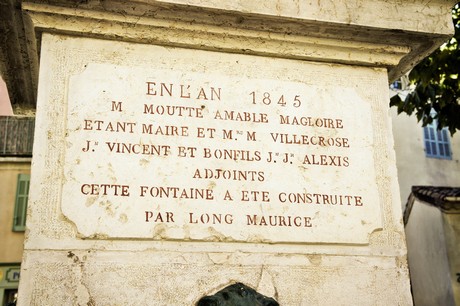 EN L'AN 1845
M MOUTTE AMABLE MAGLOIRE
ETANT MAIRE ET M.rs M VILLECROSE
J.h VINCENT ET BONFILS J.h J.h ALEXIS
ADJOINTS
CETTE FONTAINE A ETE CONSTRUITE
PAR LONG MAURICE